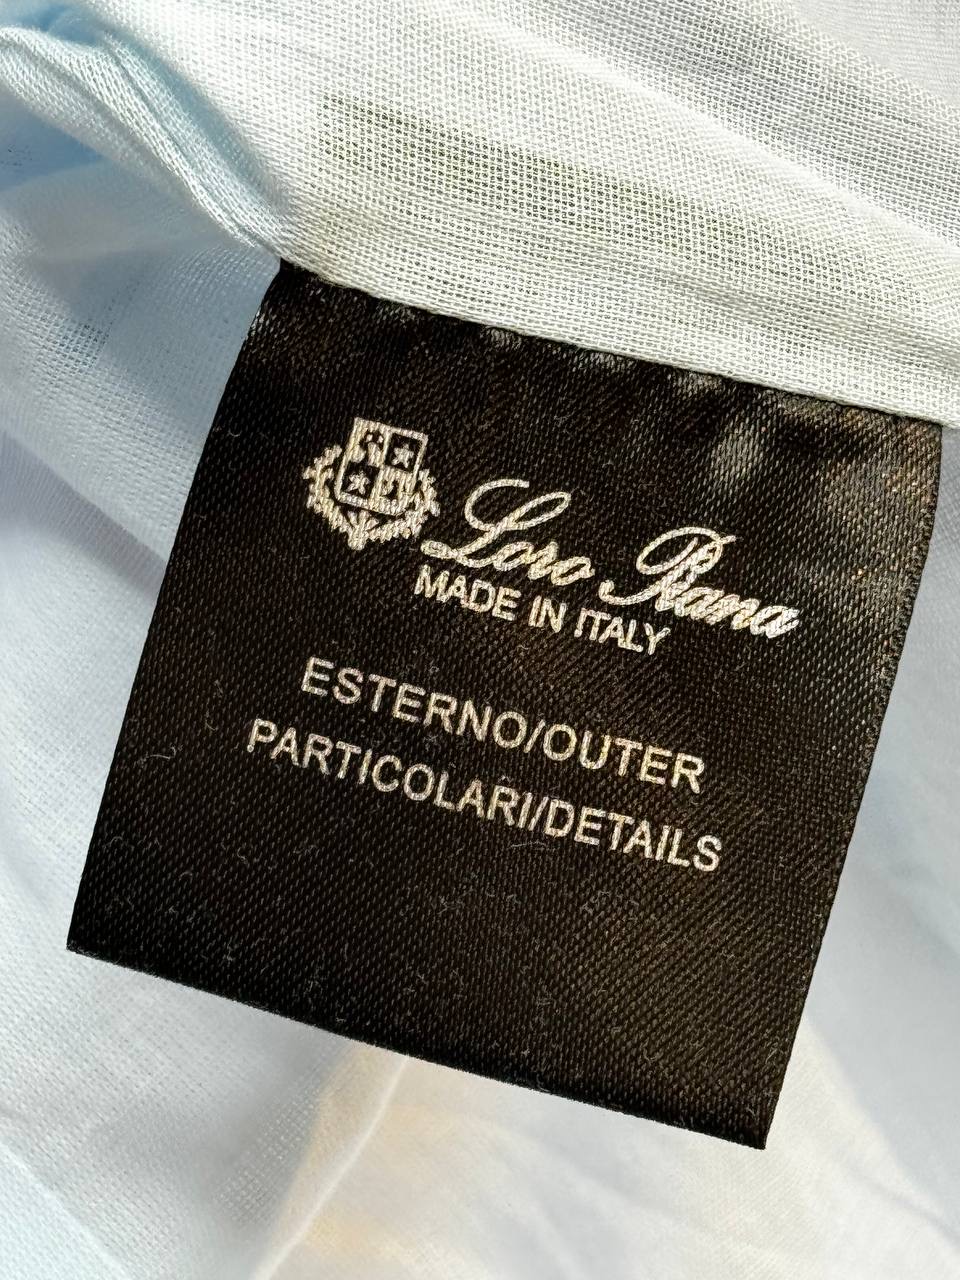 Loro Piana
MADE IN ITALY
ESTERNO/OUTER
PARTICOLARI/DETAILS